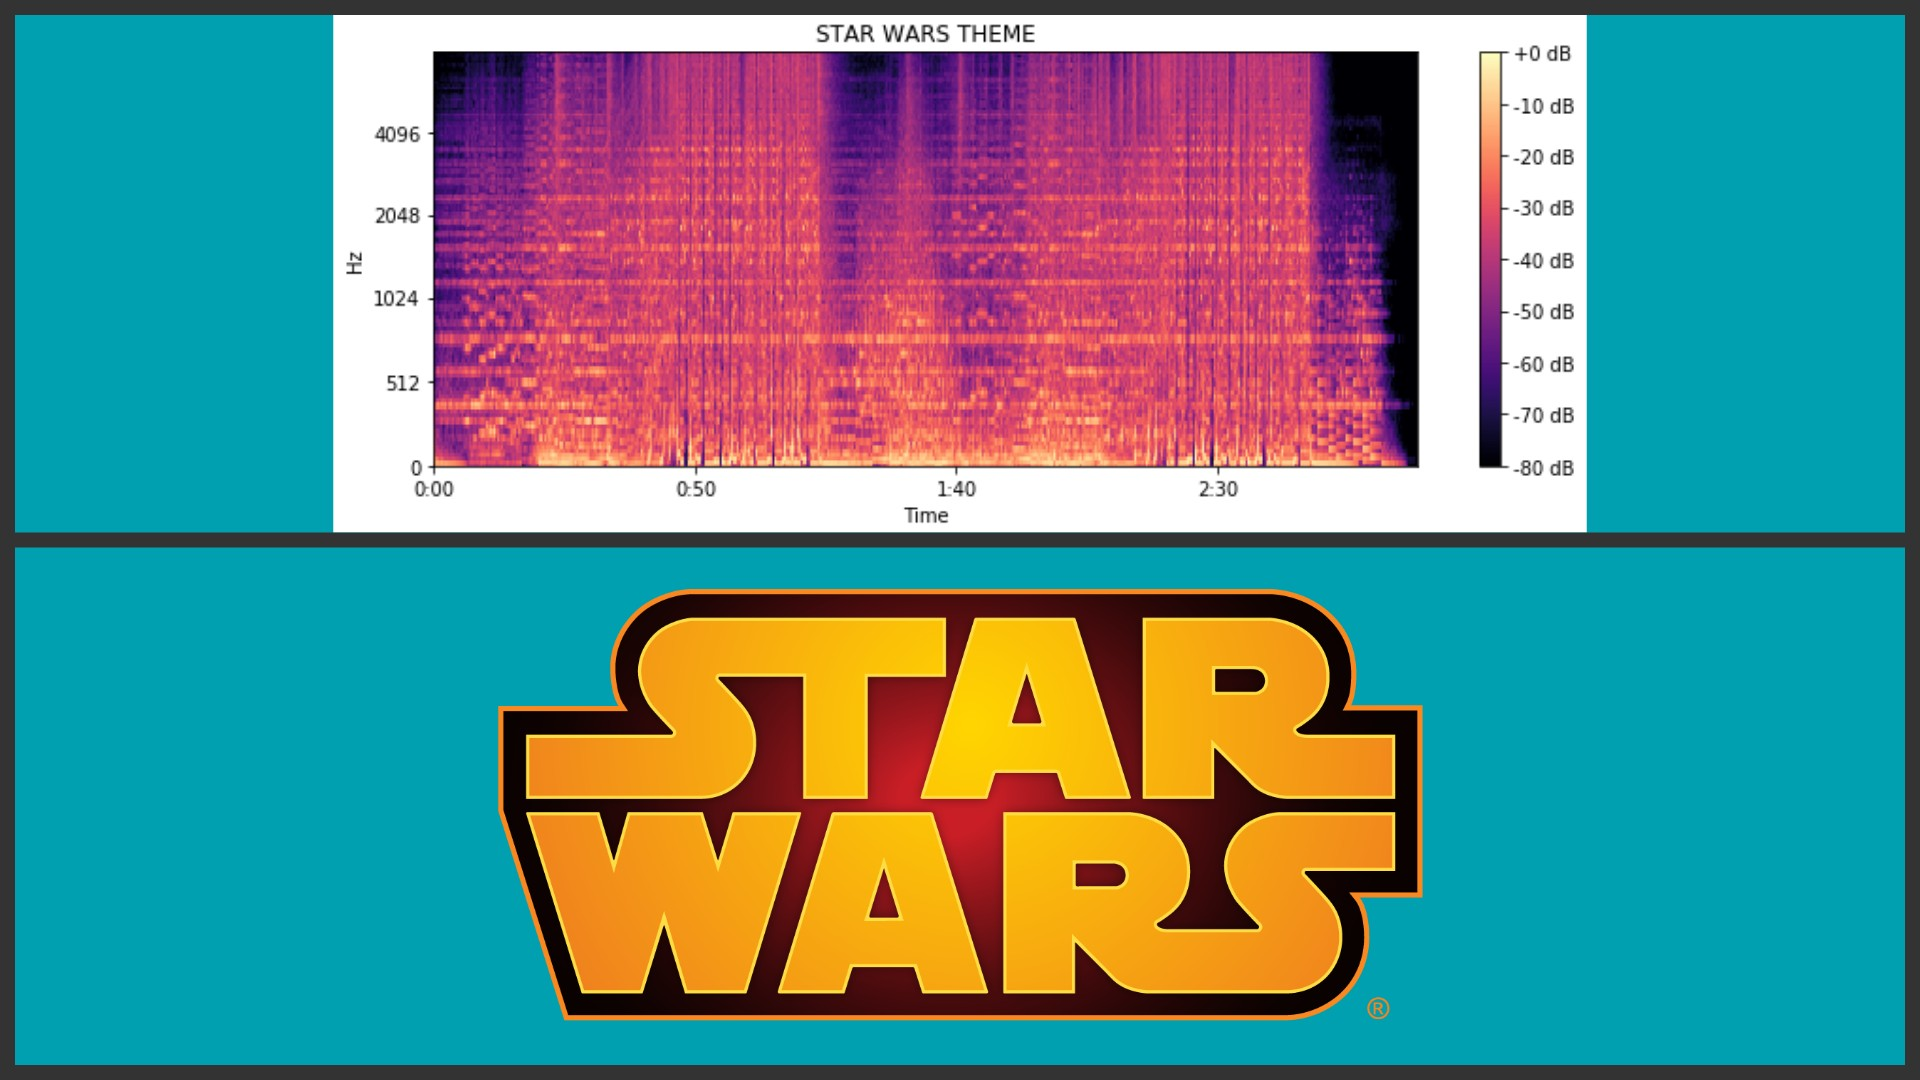 STAR WARS THEME
+0 dB
-10 dB
4096
-20 dB
2048
-30 dB
Hz
-40 dB
1024
-50 dB
-60 dB
512
-70 dB
0
-80 dB
0:00 0:50 1:40 2:30
Time
STAR
WARS
®